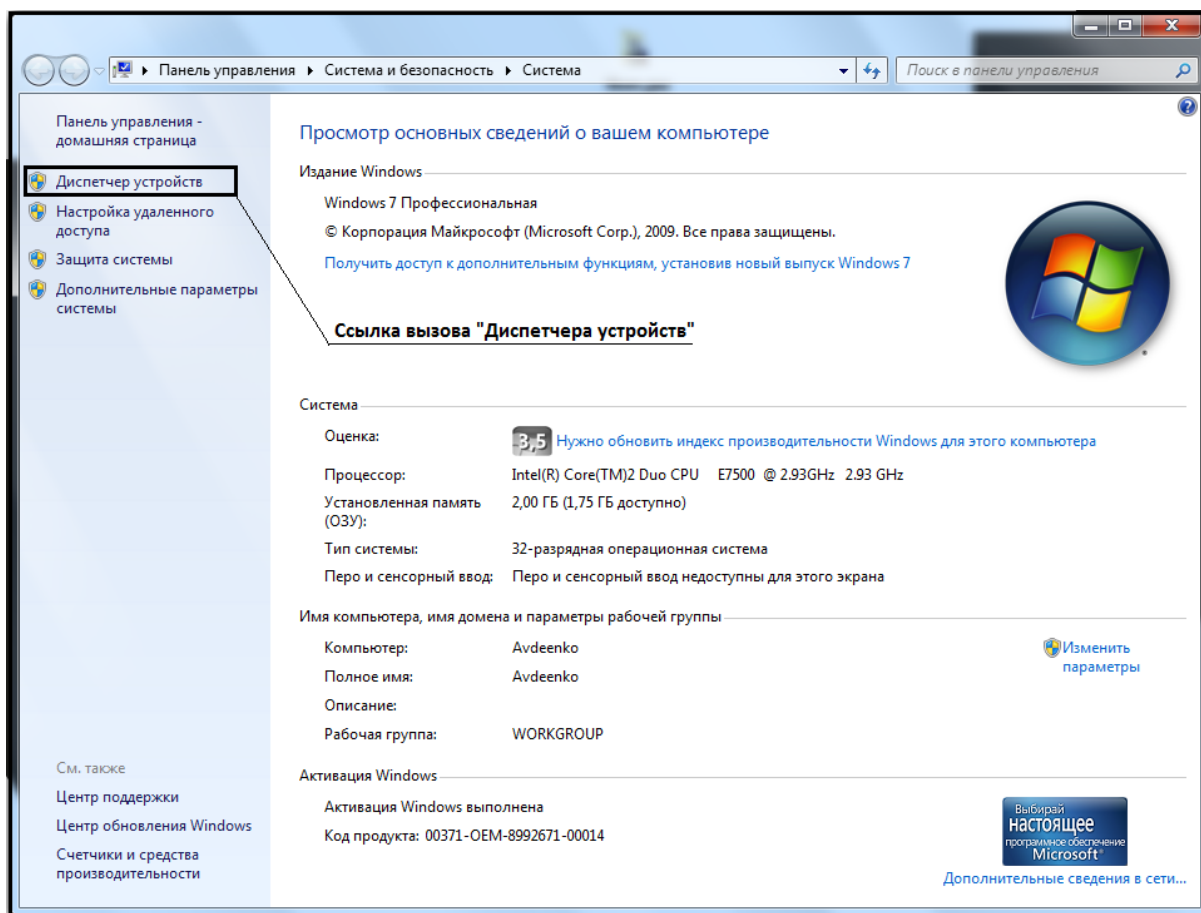 Панель управления ▸ Система и безопасность ▸ Система
Поиск в панели управления
Панель управления -
домашняя страница
Диспетчер устройств
Настройка удаленного
доступа
Защита системы
Дополнительные параметры
системы
См. также
Центр поддержки
Центр обновления Windows
Счетчики и средства
производительности
Просмотр основных сведений о вашем компьютере
Издание Windows
Windows 7 Профессиональная
© Корпорация Майкрософт (Microsoft Corp.), 2009. Все права защищены.
Получить доступ к дополнительным функциям, установив новый выпуск Windows 7
Ссылка вызова "Диспетчера устройств"
Система
Оценка: 3,5 Нужно обновить индекс производительности Windows для этого компьютера
Процессор: Intel(R) Core(TM)2 Duo CPU E7500 @ 2.93GHz 2.93 GHz
Установленная память 2,00 ГБ (1,75 ГБ доступно)
(ОЗУ):
Тип системы: 32-разрядная операционная система
Перо и сенсорный ввод: Перо и сенсорный ввод недоступны для этого экрана
Имя компьютера, имя домена и параметры рабочей группы
Компьютер: Avdeenko
Изменить
параметры
Полное имя: Avdeenko
Описание:
Рабочая группа: WORKGROUP
Активация Windows
Активация Windows выполнена
Код продукта: 00371-OEM-8992671-00014
Выбирай
настоящее
программное обеспечение
Microsoft®
Дополнительные сведения в сети...